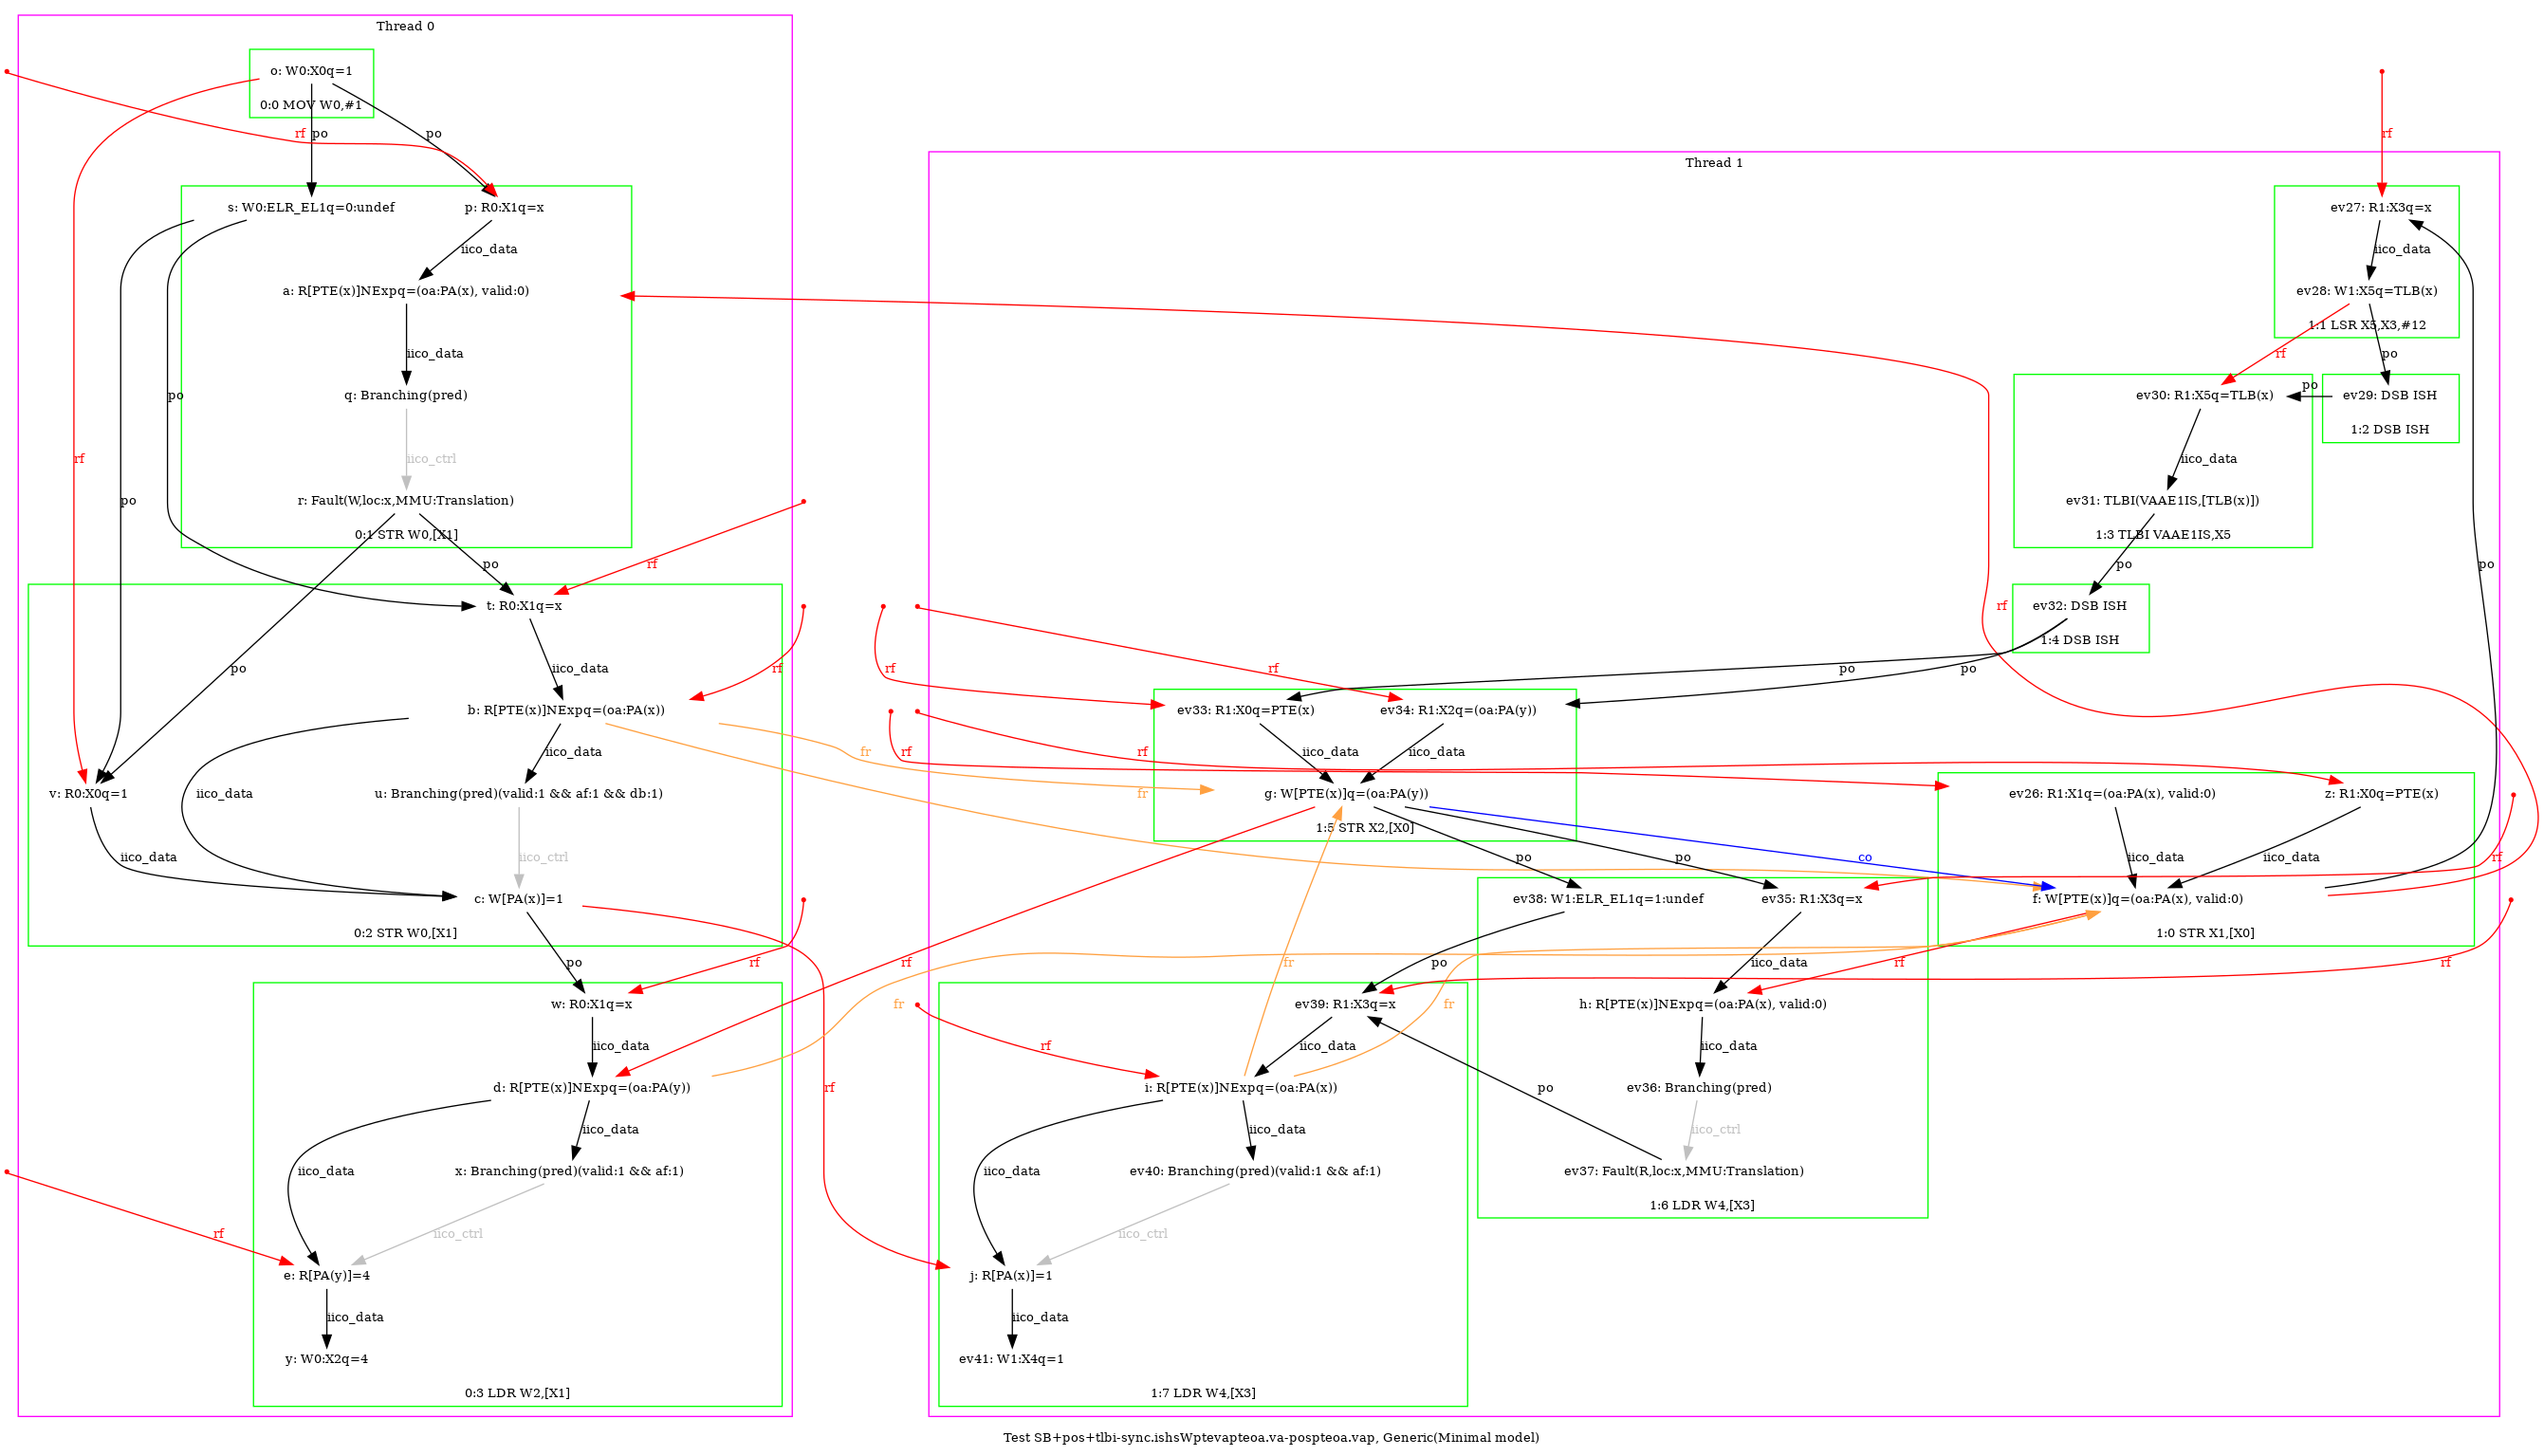 Thread 0
o: W0:X0q=1
0:0 MOV W0,#1
rf
po
po
rf
s: W0:ELR_EL1q=0:undef
p: R0:X1q=x
iico_data
a: R[PTE(x)]NExpq=(oa:PA(x), valid:0)
iico_data
q: Branching(pred)
iico_ctrl
r: Fault(W,loc:x,MMU:Translation)
0:1 STR W0,[X1]
po
po
po
po
rf
t: R0:X1q=x
iico_data
rf
b: R[PTE(x)]NExpq=(oa:PA(x))
iico_data
iico_data
v: R0:X0q=1
u: Branching(pred)(valid:1 && af:1 && db:1)
iico_data
iico_ctrl
c: W[PA(x)]=1
0:2 STR W0,[X1]
po
rf
w: R0:X1q=x
iico_data
d: R[PTE(x)]NExpq=(oa:PA(y))
iico_data
iico_data
x: Branching(pred)(valid:1 && af:1)
iico_ctrl
rf
e: R[PA(y)]=4
iico_data
y: W0:X2q=4
0:3 LDR W2,[X1]
Thread 1
rf
ev27: R1:X3q=x
iico_data
ev28: W1:X5q=TLB(x)
1:1 LSR X5,X3,#12
rf
po
ev30: R1:X5q=TLB(x)
po
ev29: DSB ISH
1:2 DSB ISH
iico_data
ev31: TLBI(VAAE1IS,[TLB(x)])
1:3 TLBI VAAE1IS,X5
po
po
rf
ev32: DSB ISH
1:4 DSB ISH
rf
rf
po
po
ev33: R1:X0q=PTE(x)
ev34: R1:X2q=(oa:PA(y))
fr
rf
rf
iico_data
iico_data
fr
g: W[PTE(x)]q=(oa:PA(y))
1:5 STR X2,[X0]
ev26: R1:X1q=(oa:PA(x), valid:0)
z: R1:X0q=PTE(x)
po
po
co
iico_data
iico_data
rf
ev38: W1:ELR_EL1q=1:undef
ev35: R1:X3q=x
f: W[PTE(x)]q=(oa:PA(x), valid:0)
1:0 STR X1,[X0]
rf
fr
po
iico_data
rf
rf
fr
ev39: R1:X3q=x
fr
h: R[PTE(x)]NExpq=(oa:PA(x), valid:0)
rf
iico_data
iico_data
rf
i: R[PTE(x)]NExpq=(oa:PA(x))
po
ev36: Branching(pred)
iico_data
iico_ctrl
iico_data
ev40: Branching(pred)(valid:1 && af:1)
ev37: Fault(R,loc:x,MMU:Translation)
1:6 LDR W4,[X3]
iico_ctrl
j: R[PA(x)]=1
iico_data
ev41: W1:X4q=1
1:7 LDR W4,[X3]
Test SB+pos+tlbi-sync.ishsWptevapteoa.va-pospteoa.vap, Generic(Minimal model)